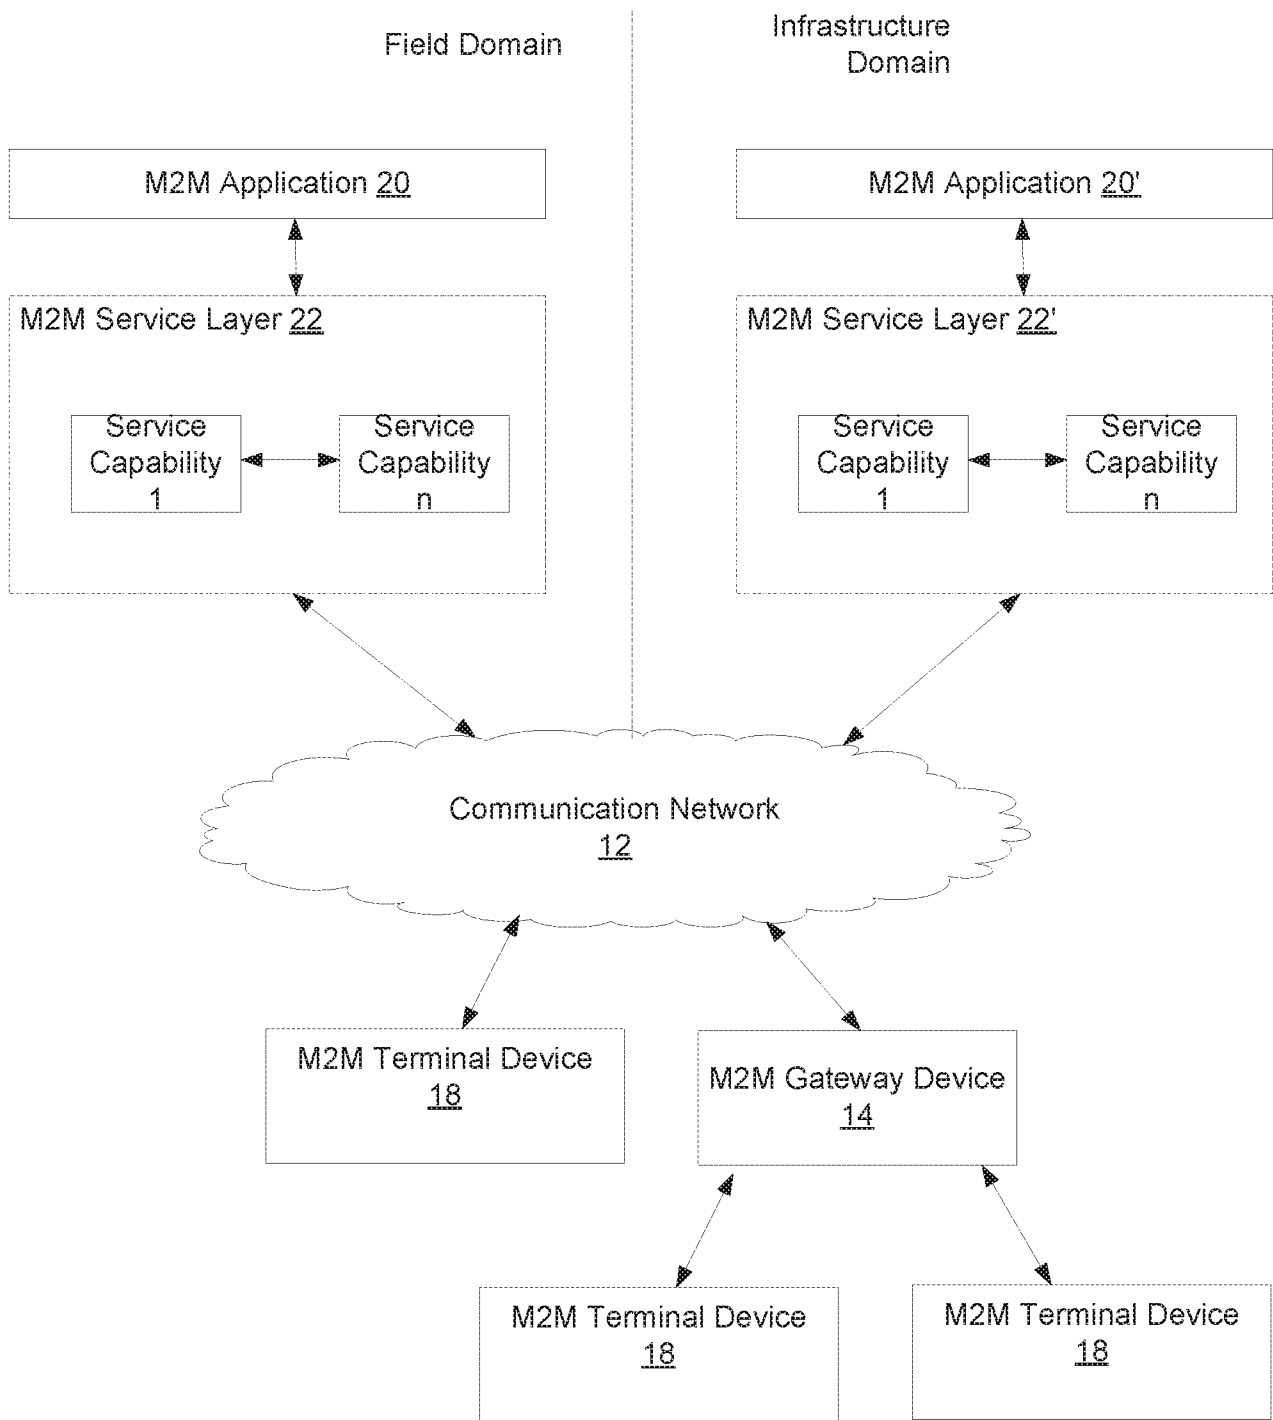 Field Domain
Infrastructure
Domain
M2M Application 20
M2M Application 20'
M2M Service Layer 22
M2M Service Layer 22'
Service
Capability
1
Service
Capability
n
Service
Capability
1
Service
Capability
n
Communication Network
12
M2M Terminal Device
18
M2M Gateway Device
14
M2M Terminal Device
18
M2M Terminal Device
18